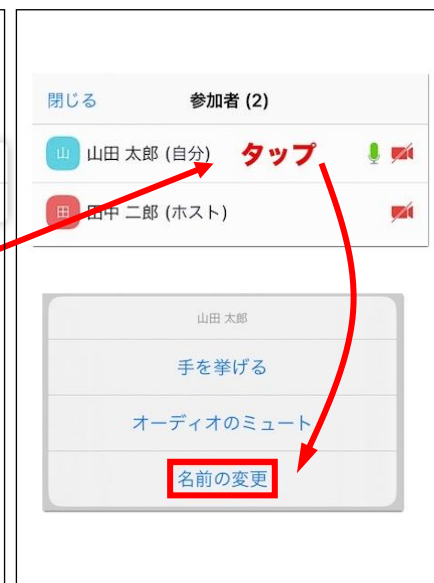 閉じる 参加者 (2)
山 山田 太郎 (自分) タップ
田 田中 二郎 (ホスト)
山田 太郎
手を挙げる
オーディオのミュート
名前の変更